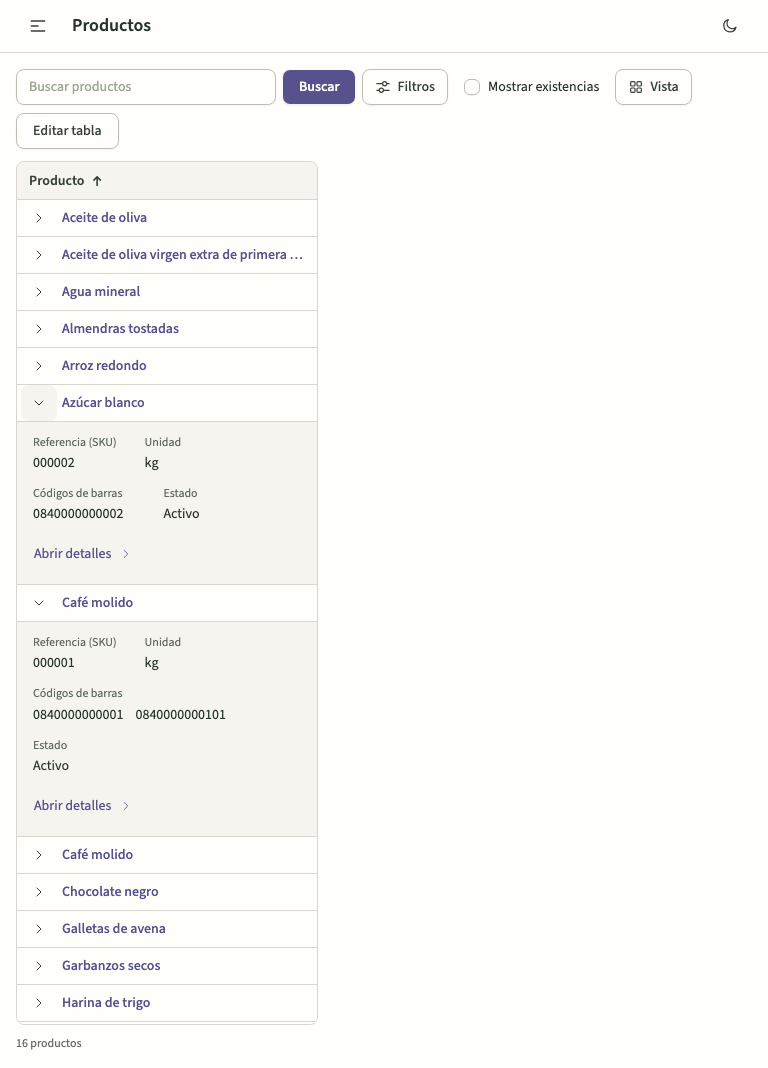 Productos
Buscar productos
Buscar
Filtros
Mostrar existencias
Vista
Editar tabla
Producto
Aceite de oliva
Aceite de oliva virgen extra de primera …
Agua mineral
Almendras tostadas
Arroz redondo
Azúcar blanco
Referencia (SKU) Unidad
000002 kg
Códigos de barras Estado
0840000000002 Activo
Abrir detalles
Café molido
Referencia (SKU) Unidad
000001 kg
Códigos de barras
0840000000001 0840000000101
Estado
Activo
Abrir detalles
Café molido
Chocolate negro
Galletas de avena
Garbanzos secos
Harina de trigo
16 productos